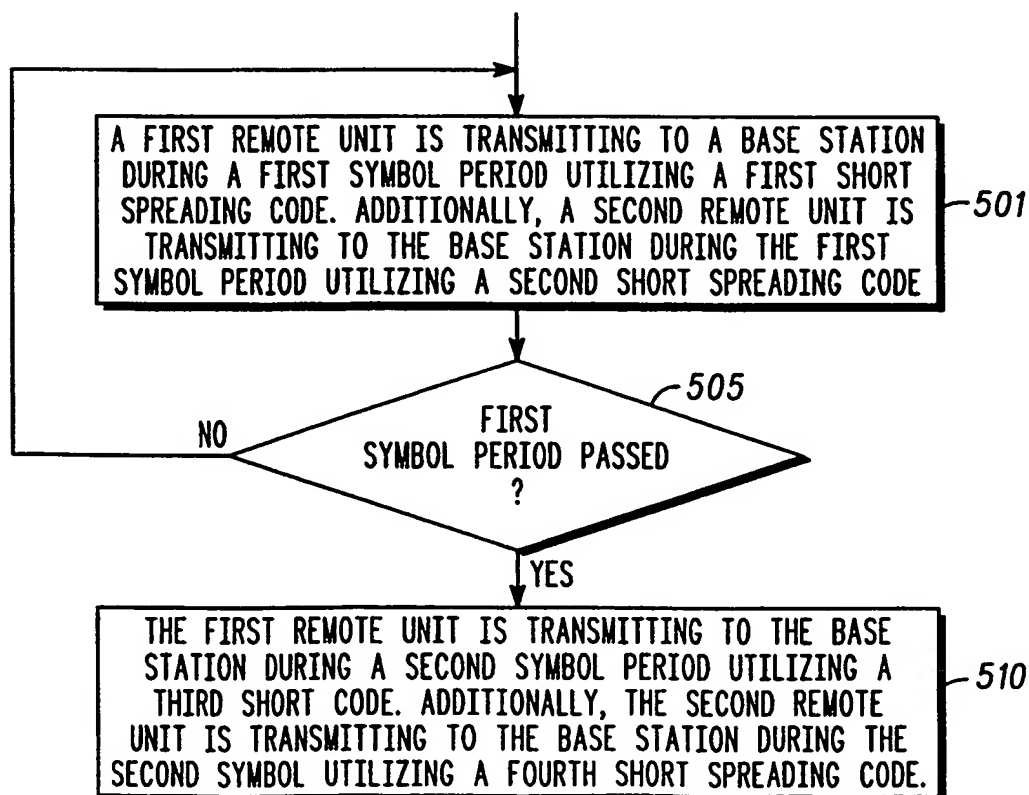 A FIRST REMOTE UNIT IS TRANSMITTING TO A BASE STATION
DURING A FIRST SYMBOL PERIOD UTILIZING A FIRST SHORT
SPREADING CODE. ADDITIONALLY, A SECOND REMOTE UNIT IS
TRANSMITTING TO THE BASE STATION DURING THE FIRST
SYMBOL PERIOD UTILIZING A SECOND SHORT SPREADING CODE
501
505
FIRST
SYMBOL PERIOD PASSED
?
NO
YES
THE FIRST REMOTE UNIT IS TRANSMITTING TO THE BASE
STATION DURING A SECOND SYMBOL PERIOD UTILIZING A
THIRD SHORT CODE. ADDITIONALLY, THE SECOND REMOTE
UNIT IS TRANSMITTING TO THE BASE STATION DURING THE
SECOND SYMBOL UTILIZING A FOURTH SHORT SPREADING CODE.
510